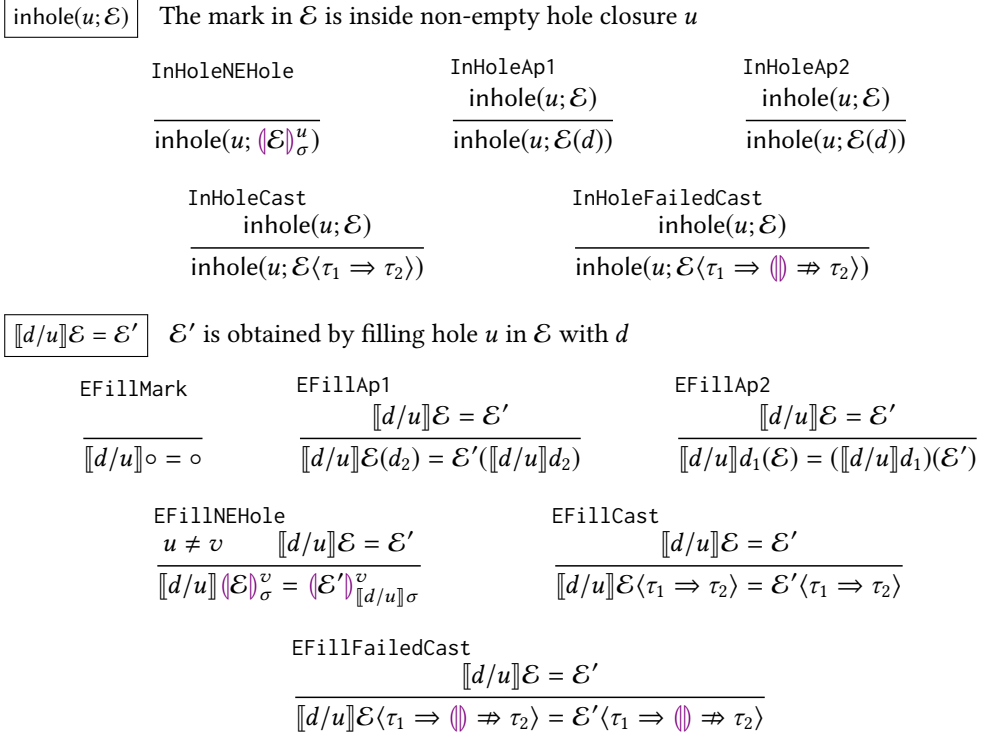 inhole(u; ℰ) The mark in ℰ is inside non-empty hole closure u
InHoleNEHole InHoleAp1 InHoleAp2
inhole(u; ℰ) inhole(u; ℰ)
inhole(u; ⦇ℰ⦈ᵘ_σ) inhole(u; ℰ(d)) inhole(u; ℰ(d))
InHoleCast InHoleFailedCast
inhole(u; ℰ) inhole(u; ℰ)
inhole(u; ℰ⟨τ₁ ⇒ τ₂⟩) inhole(u; ℰ⟨τ₁ ⇒ ⦇⦈ ⇏ τ₂⟩)
⟦d/u⟧ℰ = ℰ′ ℰ′ is obtained by filling hole u in ℰ with d
EFillMark EFillAp1 EFillAp2
⟦d/u⟧ℰ = ℰ′ ⟦d/u⟧ℰ = ℰ′
⟦d/u⟧∘ = ∘ ⟦d/u⟧ℰ(d₂) = ℰ′(⟦d/u⟧d₂) ⟦d/u⟧d₁(ℰ) = (⟦d/u⟧d₁)(ℰ′)
EFillNEHole EFillCast
u ≠ v ⟦d/u⟧ℰ = ℰ′ ⟦d/u⟧ℰ = ℰ′
⟦d/u⟧⦇ℰ⦈ᵛ_σ = ⦇ℰ′⦈ᵛ_⟦d/u⟧σ ⟦d/u⟧ℰ⟨τ₁ ⇒ τ₂⟩ = ℰ′⟨τ₁ ⇒ τ₂⟩
EFillFailedCast
⟦d/u⟧ℰ = ℰ′
⟦d/u⟧ℰ⟨τ₁ ⇒ ⦇⦈ ⇏ τ₂⟩ = ℰ′⟨τ₁ ⇒ ⦇⦈ ⇏ τ₂⟩